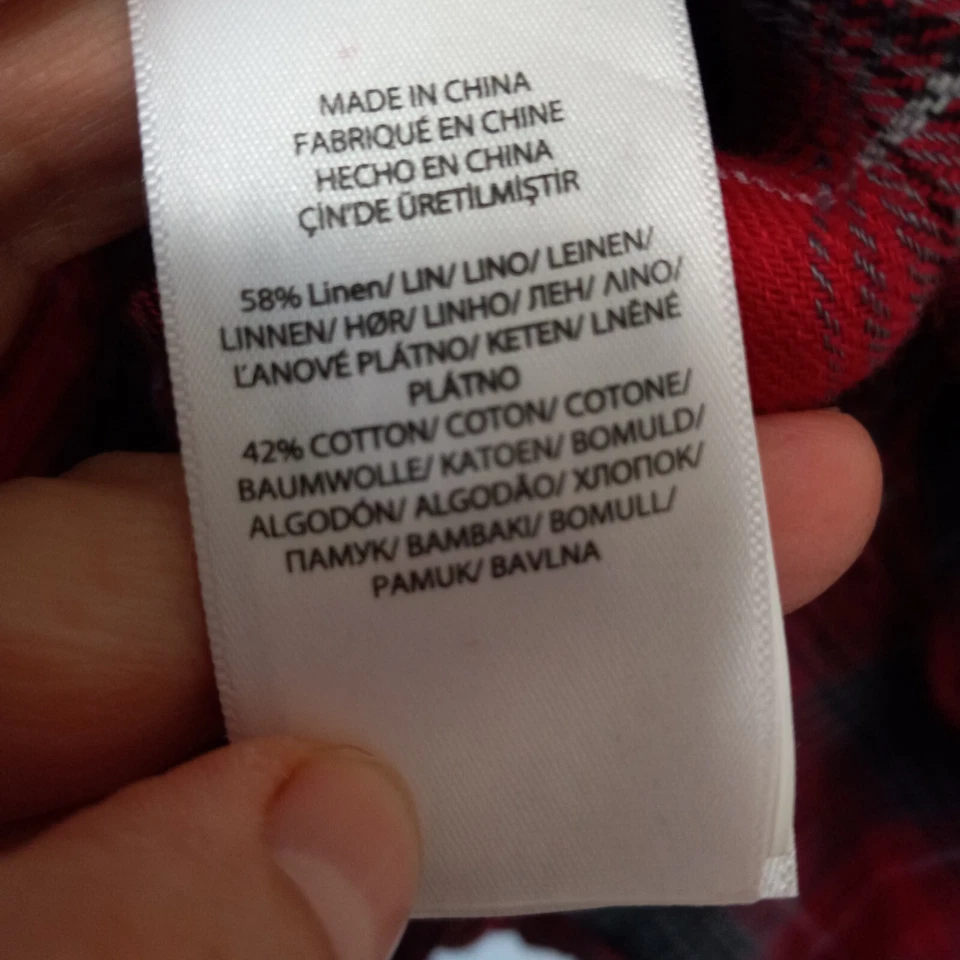 MADE IN CHINA
FABRIQUÉ EN CHINE
HECHO EN CHINA
ÇİN'DE ÜRETİLMİŞTİR
58% Linen/ LIN/ LINO/ LEINEN/
LINNEN/ HØR/ LINHO/ ЛЕН/ ΛΙΝΟ/
ĽANOVÉ PLÁTNO/ KETEN/ LNĚNÉ
PLÁTNO
42% COTTON/ COTON/ COTONE/
BAUMWOLLE/ KATOEN/ BOMULD/
ALGODÓN/ ALGODÃO/ ХЛОПОК/
ПАМУК/ ΒΑΜΒΑΚΙ/ BOMULL/
PAMUK/ BAVLNA